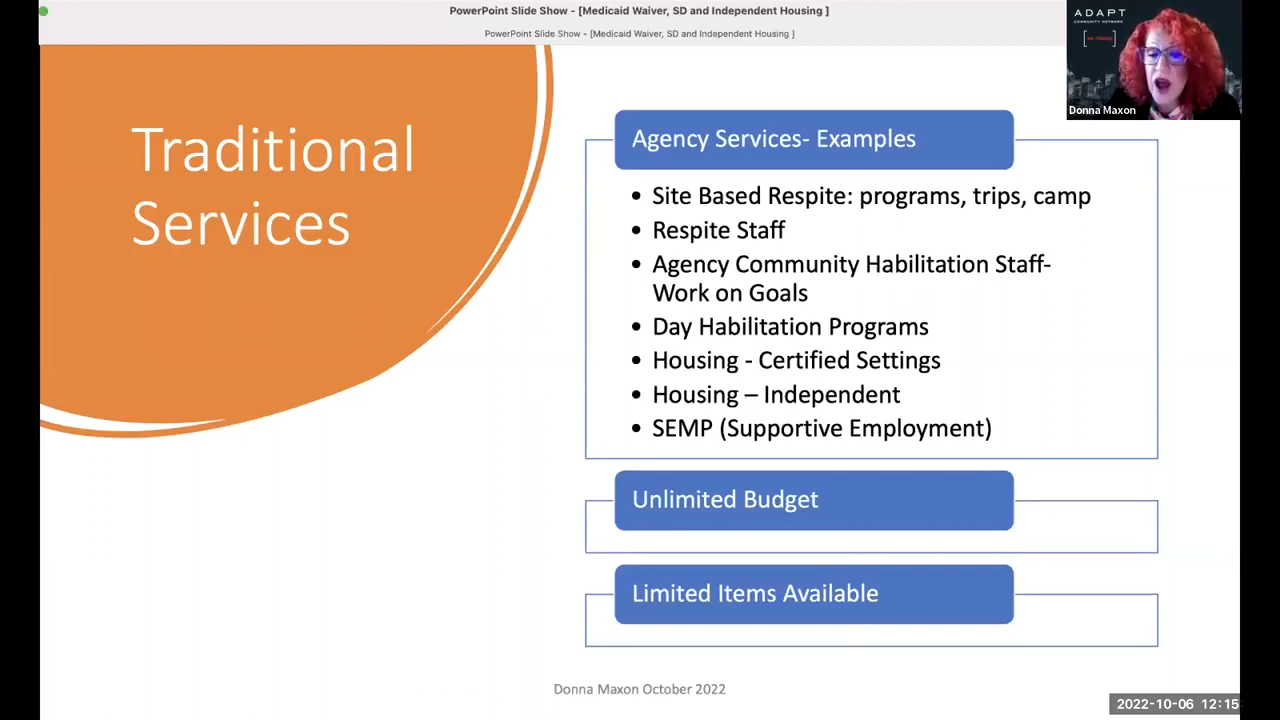 PowerPoint Slide Show - [Medicaid Waiver, SD and Independent Housing ]
PowerPoint Slide Show - [Medicaid Waiver, SD and Independent Housing ]
ADAPT
COMMUNITY NETWORK
Donna Maxon
Traditional
Services
Agency Services- Examples
• Site Based Respite: programs, trips, camp
• Respite Staff
• Agency Community Habilitation Staff-
Work on Goals
• Day Habilitation Programs
• Housing - Certified Settings
• Housing – Independent
• SEMP (Supportive Employment)
Unlimited Budget
Limited Items Available
Donna Maxon October 2022
2022-10-06 12:15